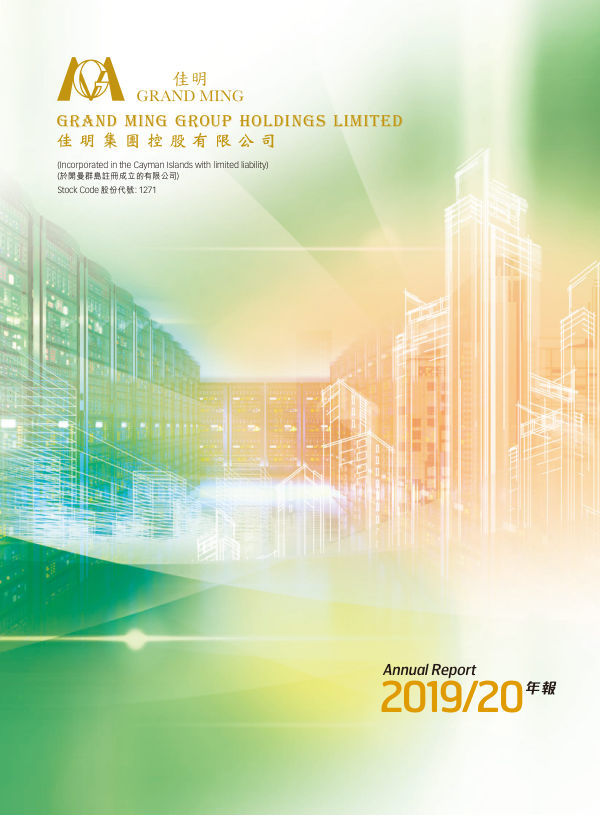 佳明
GRAND MING
GRAND MING GROUP HOLDINGS LIMITED
佳明集團控股有限公司
(Incorporated in the Cayman Islands with limited liability)
(於開曼群島註冊成立的有限公司)
Stock Code 股份代號: 1271
Annual Report
2019/20 年報